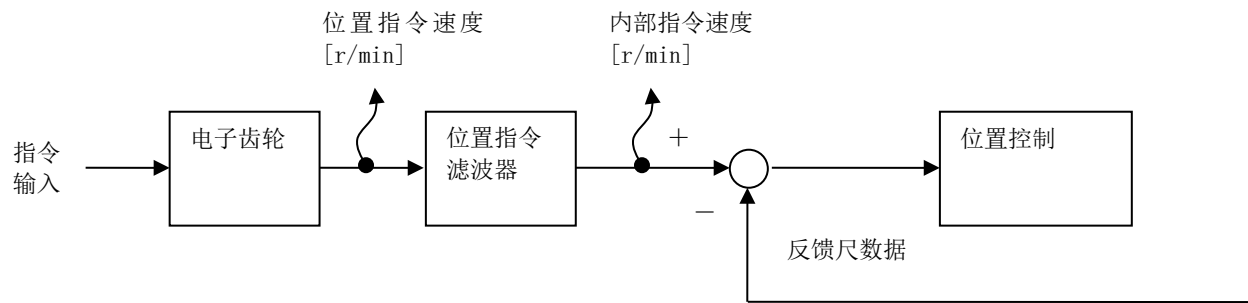 位置指令速度
[r/min]
内部指令速度
[r/min]
指令
输入
电子齿轮
位置指令
滤波器
+
位置控制
−
反馈尺数据